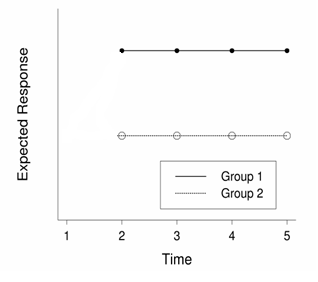 Expected Response
Group 1
Group 2
1 2 3 4 5
Time